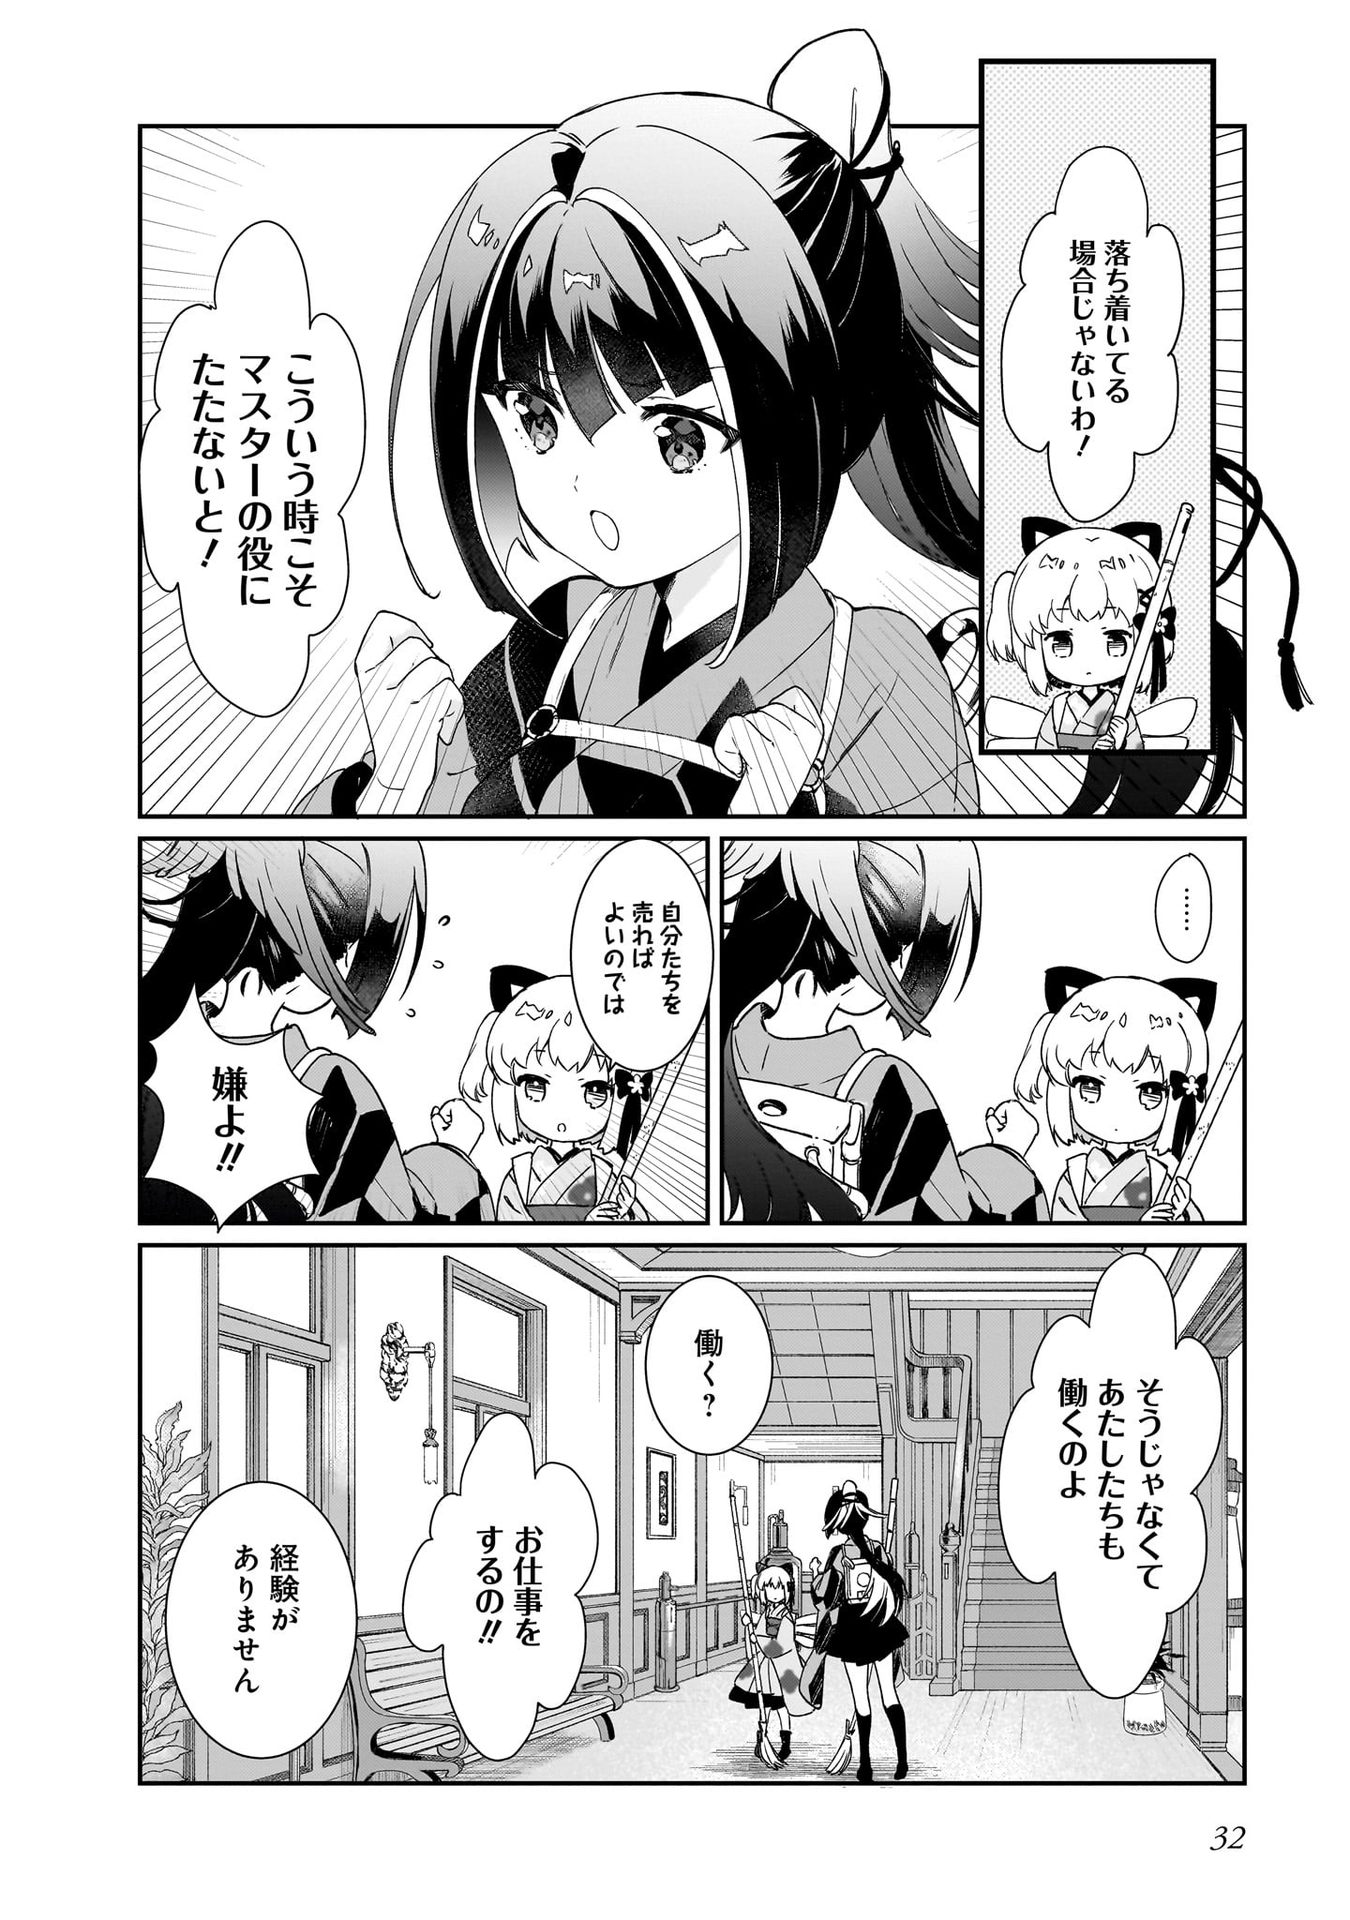 落ち着いてる
場合じゃないわ！
こういう時こそ
マスターの役に
たたないと！
……
自分たちを
売れば
よいのでは
嫌よ!!
そうじゃなくて
あたしたちも
働くのよ
働く？
お仕事を
するの!!
経験が
ありません
32